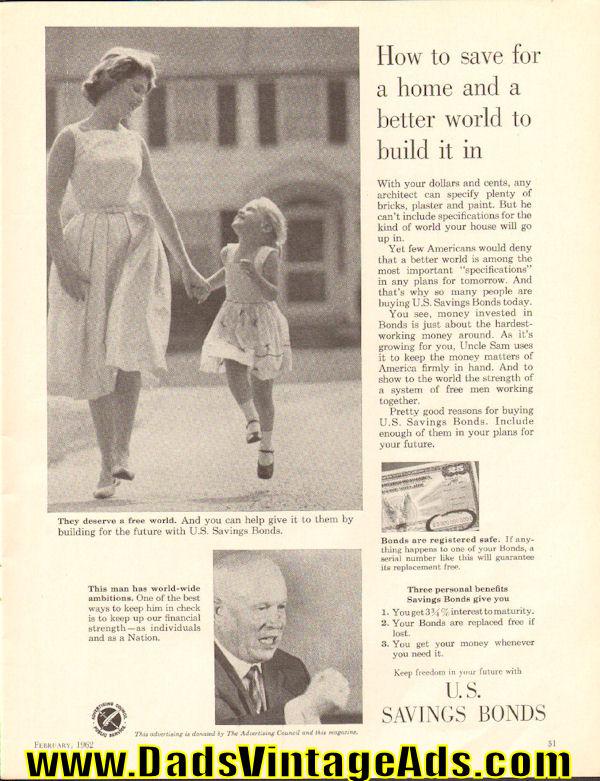 How to save for
a home and a
better world to
build it in
With your dollars and cents, any
architect can specify plenty of
bricks, plaster and paint. But he
can't include specifications for the
kind of world your house will go
up in.
Yet few Americans would deny
that a better world is among the
most important "specifications"
in any plans for tomorrow. And
that's why so many people are
buying U.S. Savings Bonds today.
You see, money invested in
Bonds is just about the hardest-
working money around. As it's
growing for you, Uncle Sam uses
it to keep the money matters of
America firmly in hand. And to
show to the world the strength of
a system of free men working
together.
Pretty good reasons for buying
U.S. Savings Bonds. Include
enough of them in your plans for
your future.
They deserve a free world. And you can help give it to them by
building for the future with U.S. Savings Bonds.
25
Bonds are registered safe. If any-
thing happens to one of your Bonds, a
serial number like this will guarantee
its replacement free.
This man has world-wide
ambitions. One of the best
ways to keep him in check
is to keep up our financial
strength—as individuals
and as a Nation.
Three personal benefits
Savings Bonds give you
1. You get 3¾% interest to maturity.
2. Your Bonds are replaced free if
lost.
3. You get your money whenever
you need it.
Keep freedom in your future with
U.S.
SAVINGS BONDS
ADVERTISING COUNCIL
PUBLIC SERVICE
This advertising is donated by The Advertising Council and this magazine.
FEBRUARY, 1962
51
www.DadsVintageAds.com